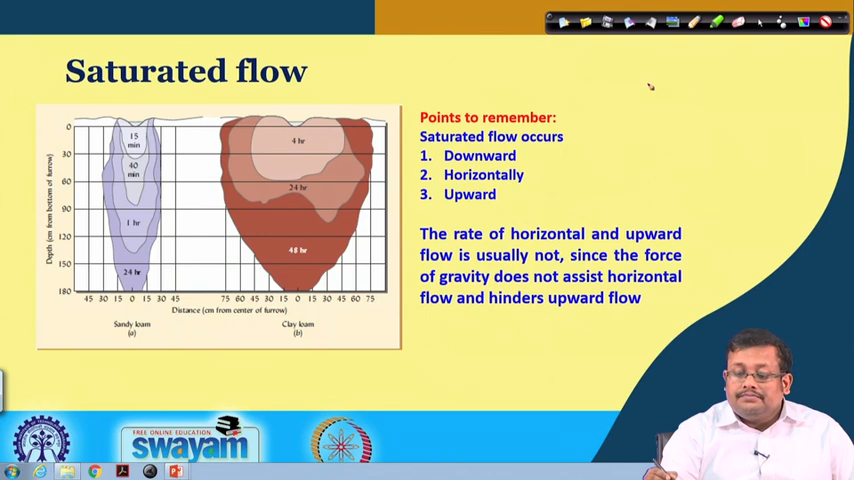 Saturated flow
0
30
60
90
120
150
180
Depth (cm from bottom of furrow)
15
min
40
min
1 hr
24 hr
4 hr
24 hr
48 hr
45 30 15 0 15 30 45
75 60 45 30 15 0 15 30 45 60 75
Distance (cm from center of furrow)
Sandy loam
(a)
Clay loam
(b)
Points to remember:
Saturated flow occurs
1. Downward
2. Horizontally
3. Upward
The rate of horizontal and upward
flow is usually not, since the force
of gravity does not assist horizontal
flow and hinders upward flow
FREE ONLINE EDUCATION
swayam